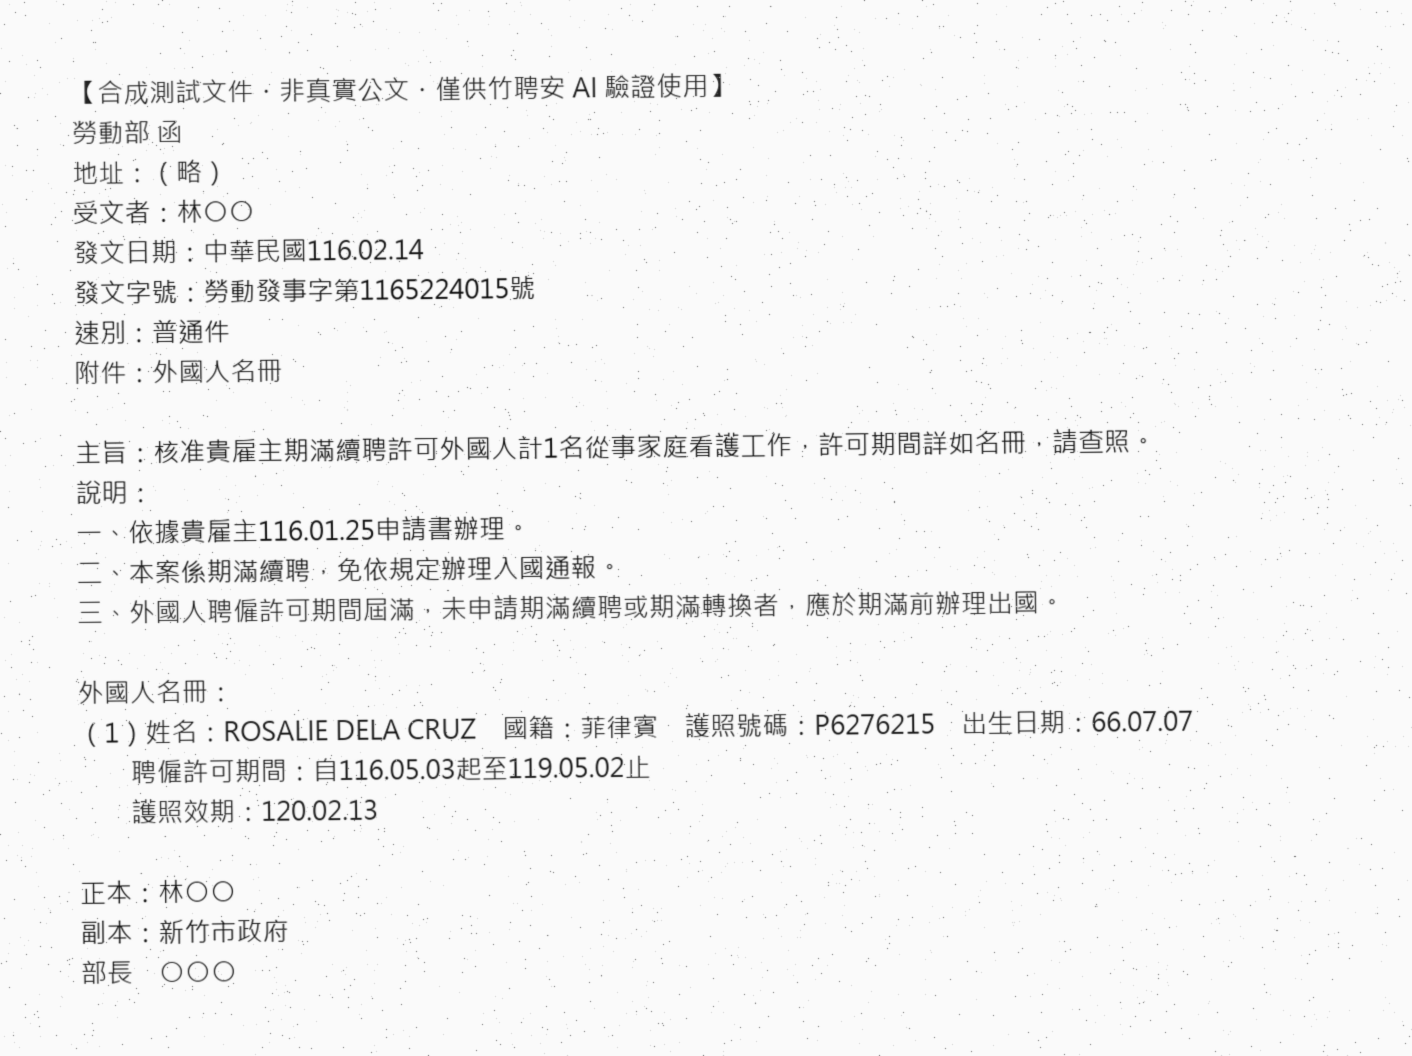 【合成測試文件．非真實公文．僅供竹聘安 AI 驗證使用】
勞動部 函
地址：（略）
受文者：林〇〇
發文日期：中華民國116.02.14
發文字號：勞動發事字第1165224015號
速別：普通件
附件：外國人名冊
主旨：核准貴雇主期滿續聘許可外國人計1名從事家庭看護工作，許可期間詳如名冊，請查照。
說明：
一、依據貴雇主116.01.25申請書辦理。
二、本案係期滿續聘，免依規定辦理入國通報。
三、外國人聘僱許可期間屆滿，未申請期滿續聘或期滿轉換者，應於期滿前辦理出國。
外國人名冊：
（1）姓名：ROSALIE DELA CRUZ　國籍：菲律賓　護照號碼：P6276215　出生日期：66.07.07
聘僱許可期間：自116.05.03起至119.05.02止
護照效期：120.02.13
正本：林〇〇
副本：新竹市政府
部長　〇〇〇